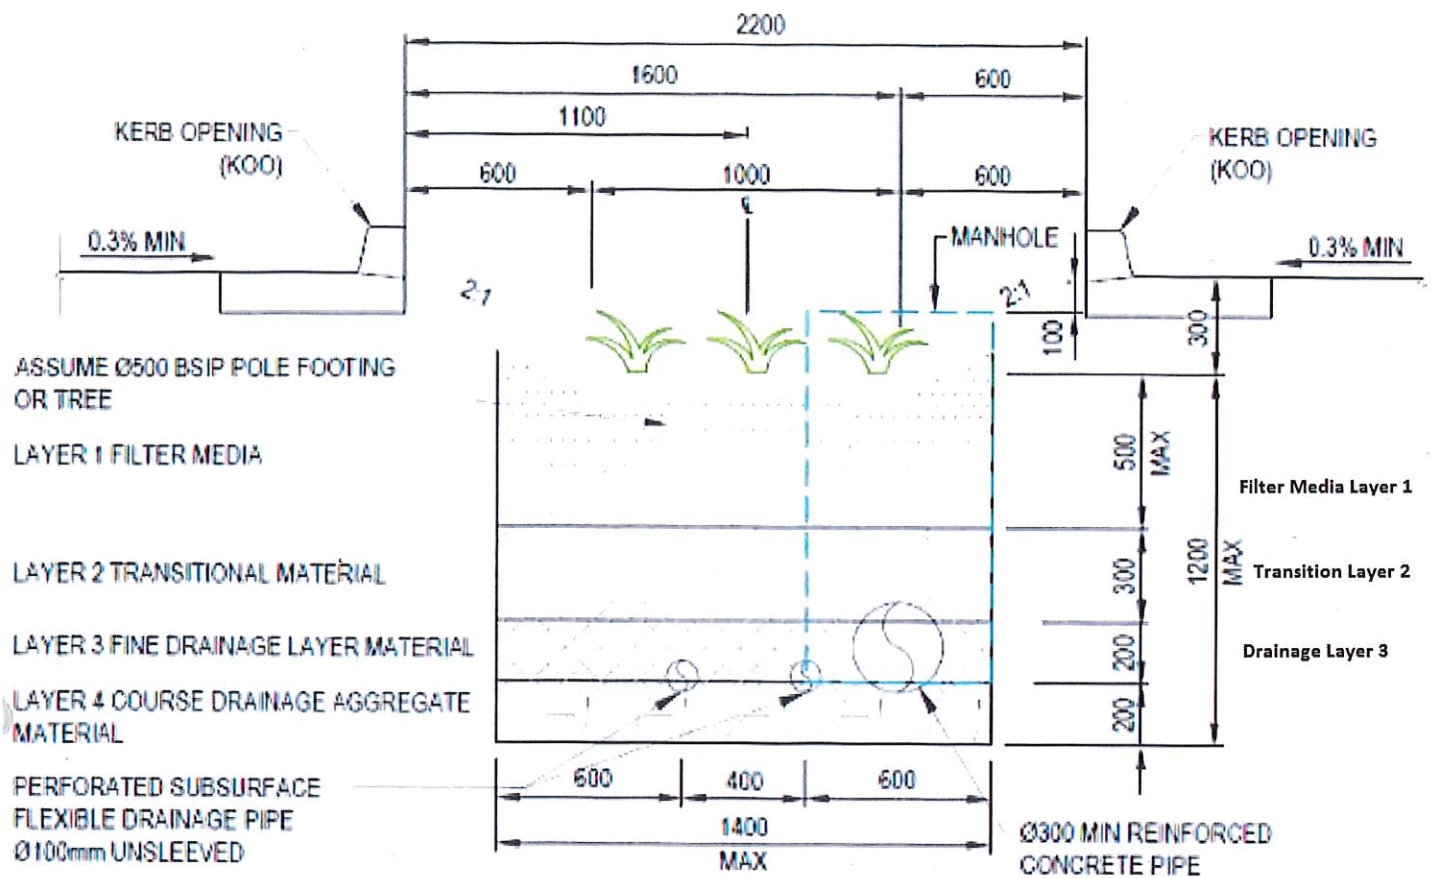 2200
1600
600
1100
KERB OPENING
(KOO)
KERB OPENING
(KOO)
600
1000
600
℄
0.3% MIN
MANHOLE
0.3% MIN
2:1
2:1
100
300
ASSUME Ø500 BSIP POLE FOOTING
OR TREE
LAYER 1 FILTER MEDIA
500
MAX
Filter Media Layer 1
LAYER 2 TRANSITIONAL MATERIAL
300
1200
MAX
Transition Layer 2
LAYER 3 FINE DRAINAGE LAYER MATERIAL
200
Drainage Layer 3
LAYER 4 COURSE DRAINAGE AGGREGATE
MATERIAL
200
PERFORATED SUBSURFACE
FLEXIBLE DRAINAGE PIPE
Ø100mm UNSLEEVED
600
400
600
1400
MAX
Ø300 MIN REINFORCED
CONCRETE PIPE